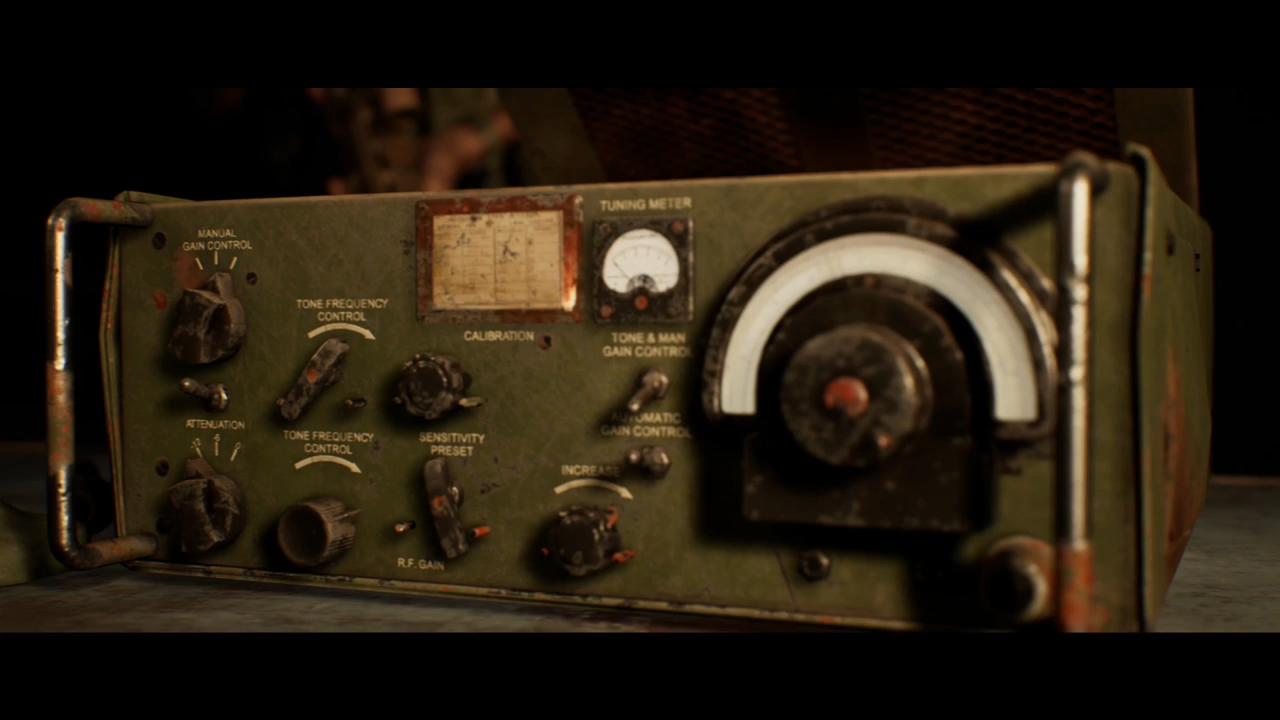 MANUAL
GAIN CONTROL
TONE FREQUENCY
CONTROL
ATTENUATION
TONE FREQUENCY
CONTROL
CALIBRATION
SENSITIVITY
PRESET
R.F. GAIN
TUNING METER
TONE & MAN
GAIN CONTROL
AUTOMATIC
GAIN CONTROL
INCREASE